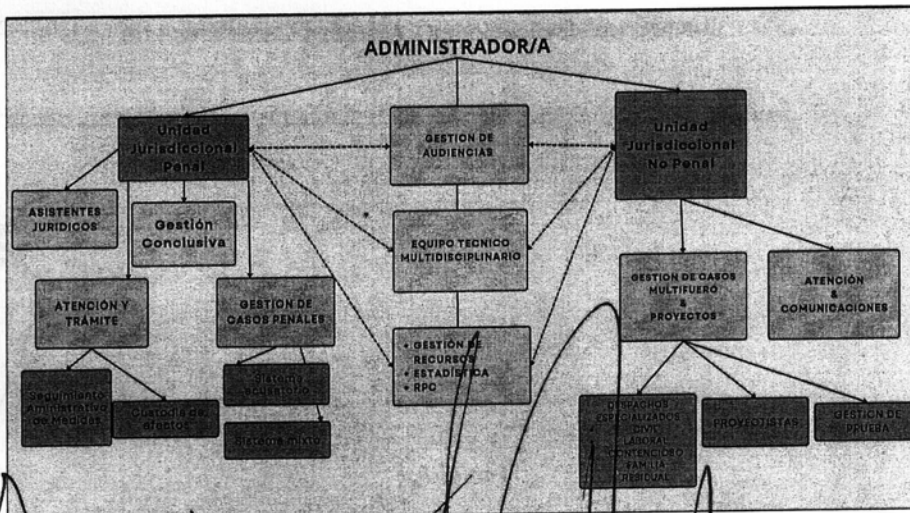 ADMINISTRADOR/A
Unidad
Jurisdiccional
Penal
GESTION DE
AUDIENCIAS
Unidad
Jurisdiccional
No Penal
ASISTENTES
JURIDICOS
Gestión
Conclusiva
EQUIPO TECNICO
MULTIDISCIPLINARIO
ATENCIÓN Y
TRÁMITE
GESTION DE
CASOS PENALES
GESTION DE CASOS
MULTIFUERO
&
PROYECTOS
ATENCIÓN
&
COMUNICACIONES
• GESTIÓN DE
RECURSOS
• ESTADÍSTICA
• RPC
Seguimiento
Aministrativo
de Medidas
Custodia de
efectos
Sistema
acusatorio
Sistema mixto
DESPACHOS
ESPECIALIZADOS
CIVIL
LABORAL
CONTENCIOSO
FAMILIA
RESIDUAL
PROYETISTAS
GESTION DE
PRUEBA